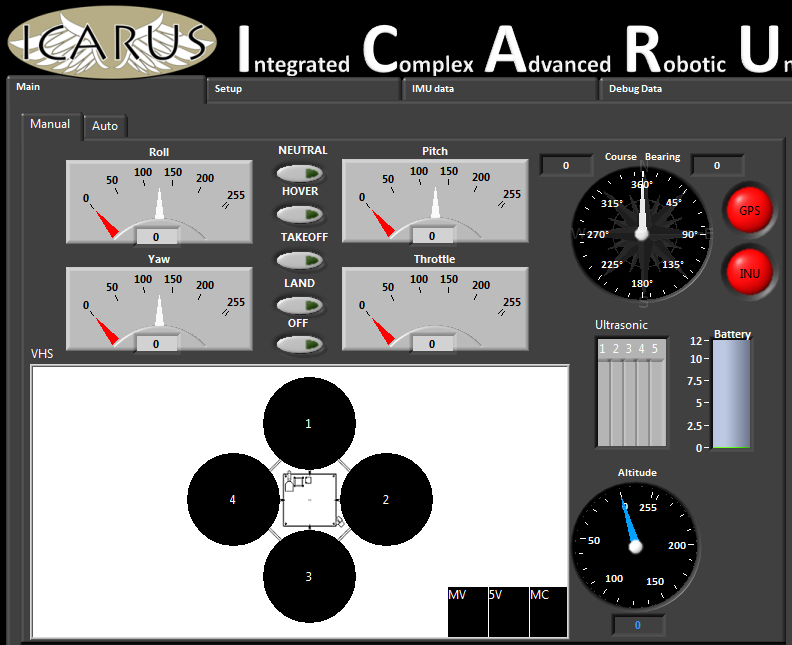 ICARUS
Integrated Complex Advanced Robotic Un
Main
Setup
IMU data
Debug Data
Manual
Auto
Roll
0 50 100 150 200 255
0
NEUTRAL
HOVER
TAKEOFF
LAND
OFF
Pitch
0 50 100 150 200 255
0
Yaw
0 50 100 150 200 255
0
Throttle
0 50 100 150 200 255
0
0
Course Bearing
0
360°
45°
90°
135°
180°
225°
270°
315°
GPS
INU
Ultrasonic
1 2 3 4 5
Battery
12
10
7.5
5
2.5
0
VHS
1
4
2
3
MV 5V MC
Altitude
0
255
200
150
100
50
0